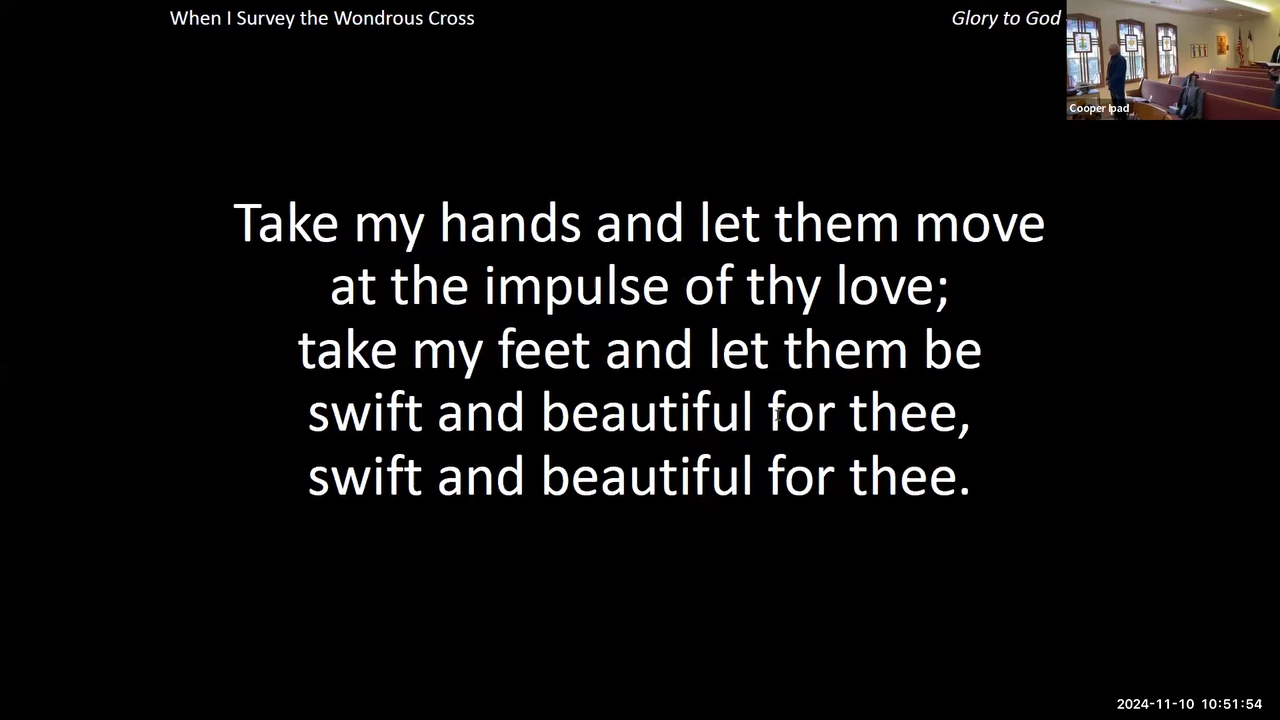 When I Survey the Wondrous Cross
Glory to God
Cooper Ipad
Take my hands and let them move
at the impulse of thy love;
take my feet and let them be
swift and beautiful for thee,
swift and beautiful for thee.
2024-11-10 10:51:54